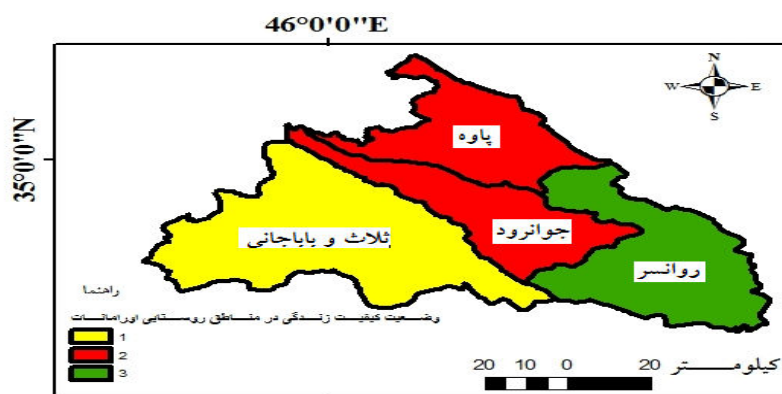 46°0'0"E
35°0'0"N
N
W E
S
پاوه
جوانرود
ثلاث و باباجانی
روانسر
راهنما
وضعیت کیفیت زندگی در مناطق روستایی اورامانات
1
2
3
20 10 0 20 کیلومتر